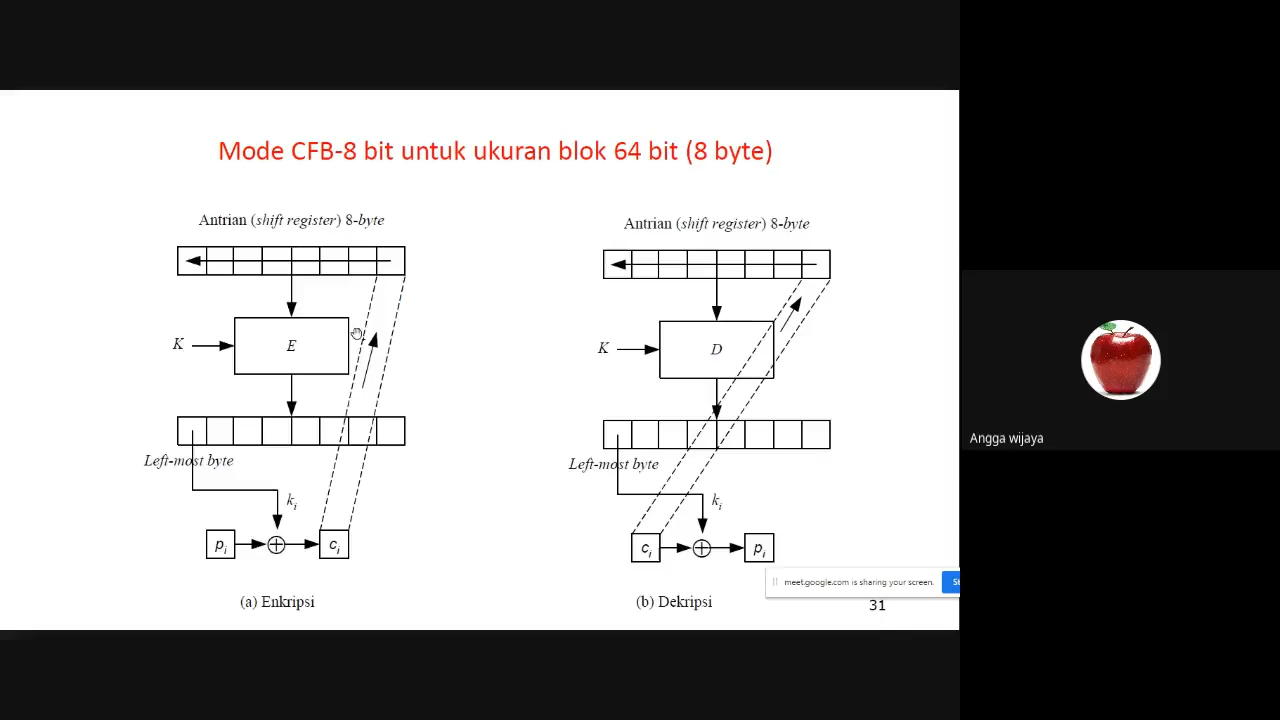 Mode CFB-8 bit untuk ukuran blok 64 bit (8 byte)
Antrian (shift register) 8-byte
K
E
Left-most byte
ki
pi
ci
(a) Enkripsi
Antrian (shift register) 8-byte
K
D
Left-most byte
ki
ci
pi
(b) Dekripsi
meet.google.com is sharing your screen.
31
Angga wijaya